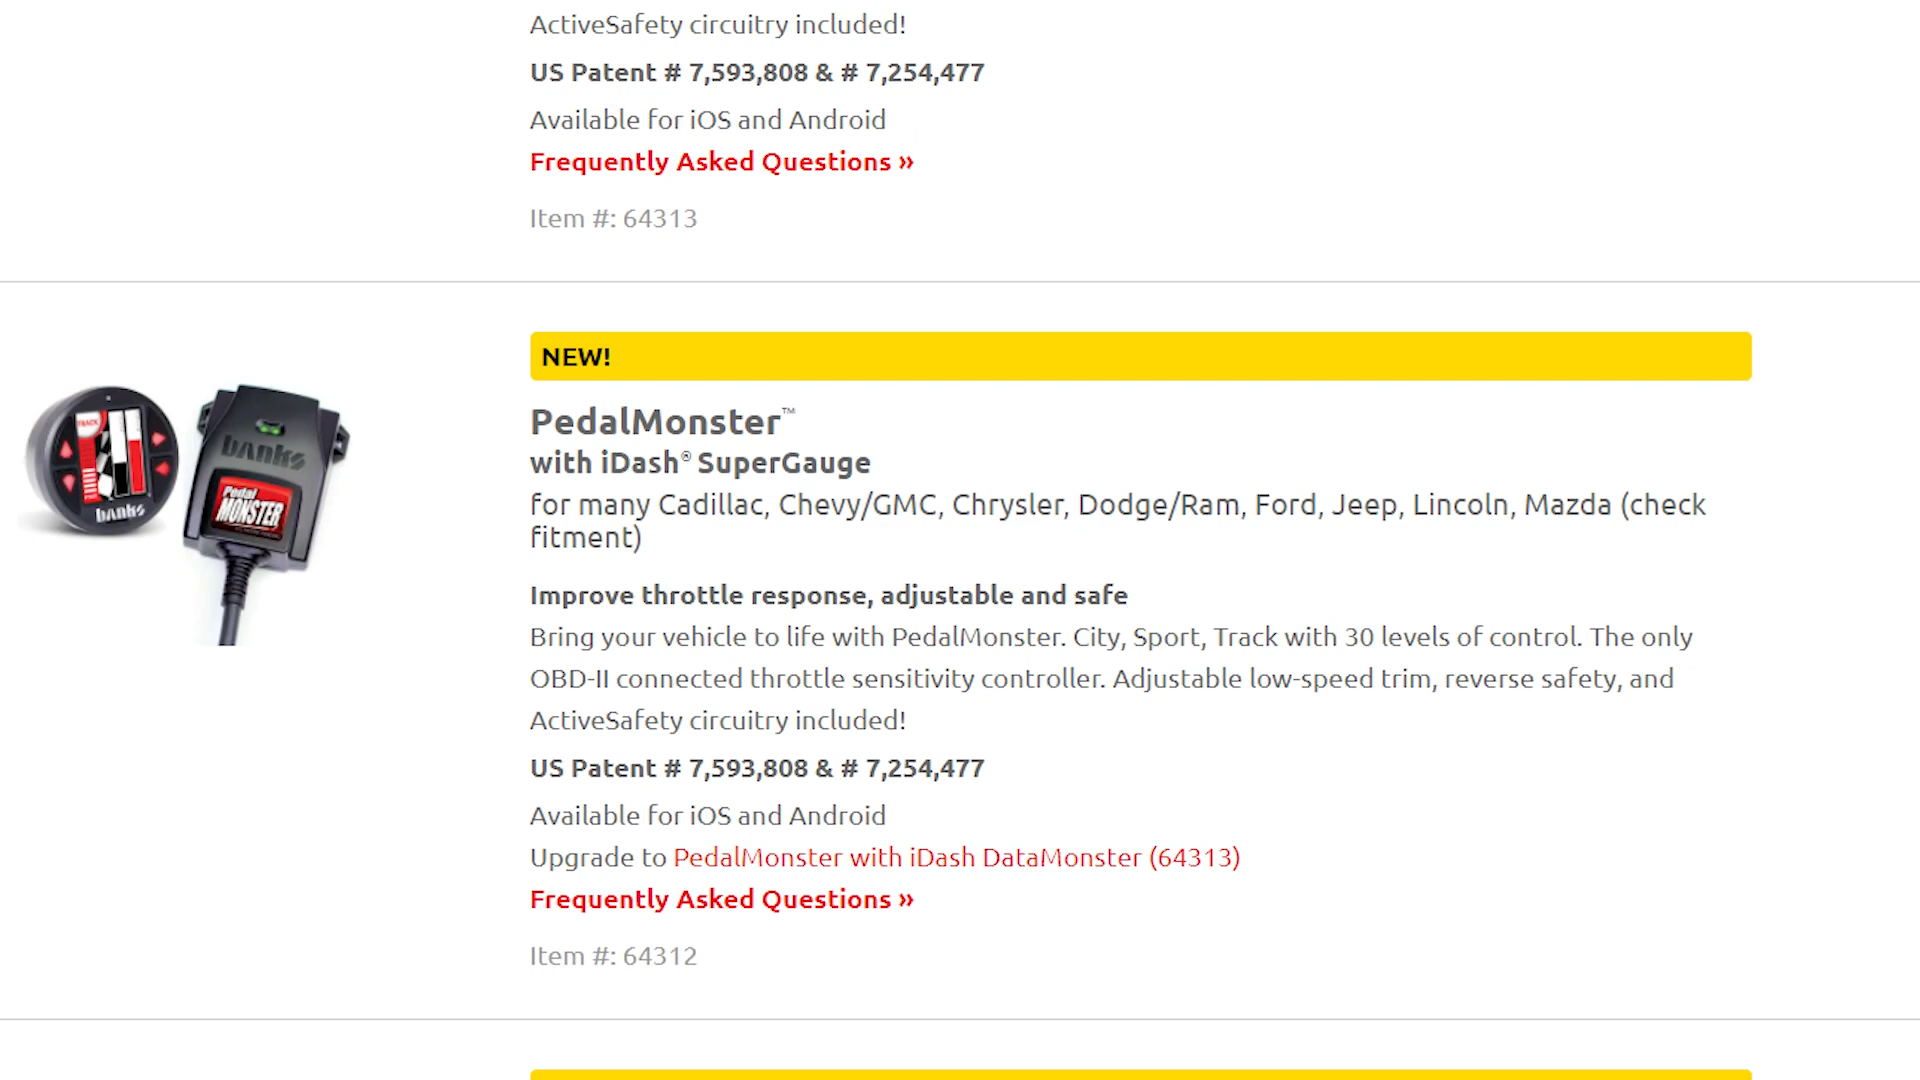 ActiveSafety circuitry included!
US Patent # 7,593,808 & # 7,254,477
Available for iOS and Android
Frequently Asked Questions »
Item #: 64313
NEW!
TRACK
banks
banks
Pedal
MONSTER
PedalMonster™
with iDash® SuperGauge
for many Cadillac, Chevy/GMC, Chrysler, Dodge/Ram, Ford, Jeep, Lincoln, Mazda (check
fitment)
Improve throttle response, adjustable and safe
Bring your vehicle to life with PedalMonster. City, Sport, Track with 30 levels of control. The only
OBD-II connected throttle sensitivity controller. Adjustable low-speed trim, reverse safety, and
ActiveSafety circuitry included!
US Patent # 7,593,808 & # 7,254,477
Available for iOS and Android
Upgrade to PedalMonster with iDash DataMonster (64313)
Frequently Asked Questions »
Item #: 64312